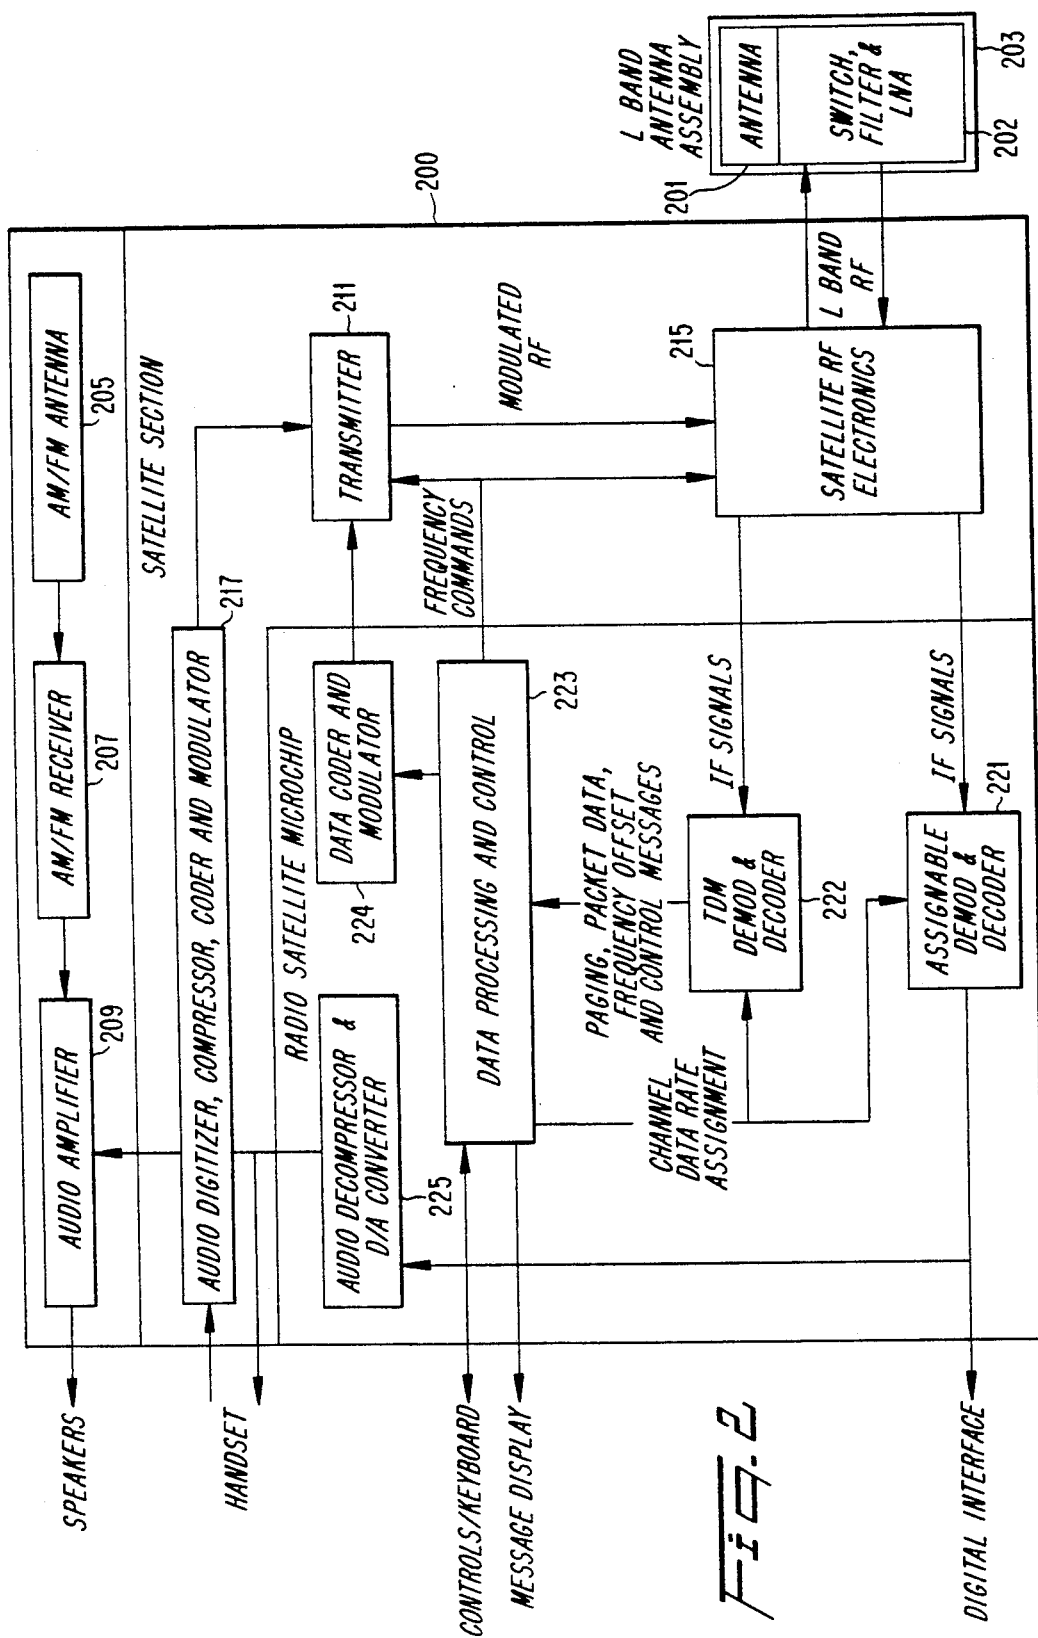 SPEAKERS
AUDIO AMPLIFIER
209
AM/FM RECEIVER
207
AM/FM ANTENNA
205
200
SATELLITE SECTION
HANDSET
AUDIO DIGITIZER, COMPRESSOR, CODER AND MODULATOR
217
RADIO SATELLITE MICROCHIP
AUDIO DECOMPRESSOR &
D/A CONVERTER
225
DATA CODER AND
MODULATOR
224
TRANSMITTER
211
CONTROLS/KEYBOARD
MESSAGE DISPLAY
DATA PROCESSING AND CONTROL
223
FREQUENCY
COMMANDS
MODULATED
RF
L BAND
ANTENNA
ASSEMBLY
201
ANTENNA
SWITCH,
FILTER &
LNA
202
203
CHANNEL
DATA RATE
ASSIGNMENT
PAGING, PACKET DATA,
FREQUENCY OFFSET
AND CONTROL MESSAGES
IF SIGNALS
215
SATELLITE RF
ELECTRONICS
L BAND
RF
TDM
DEMOD &
DECODER
222
IF SIGNALS
221
ASSIGNABLE
DEMOD &
DECODER
DIGITAL INTERFACE
FIG. 2